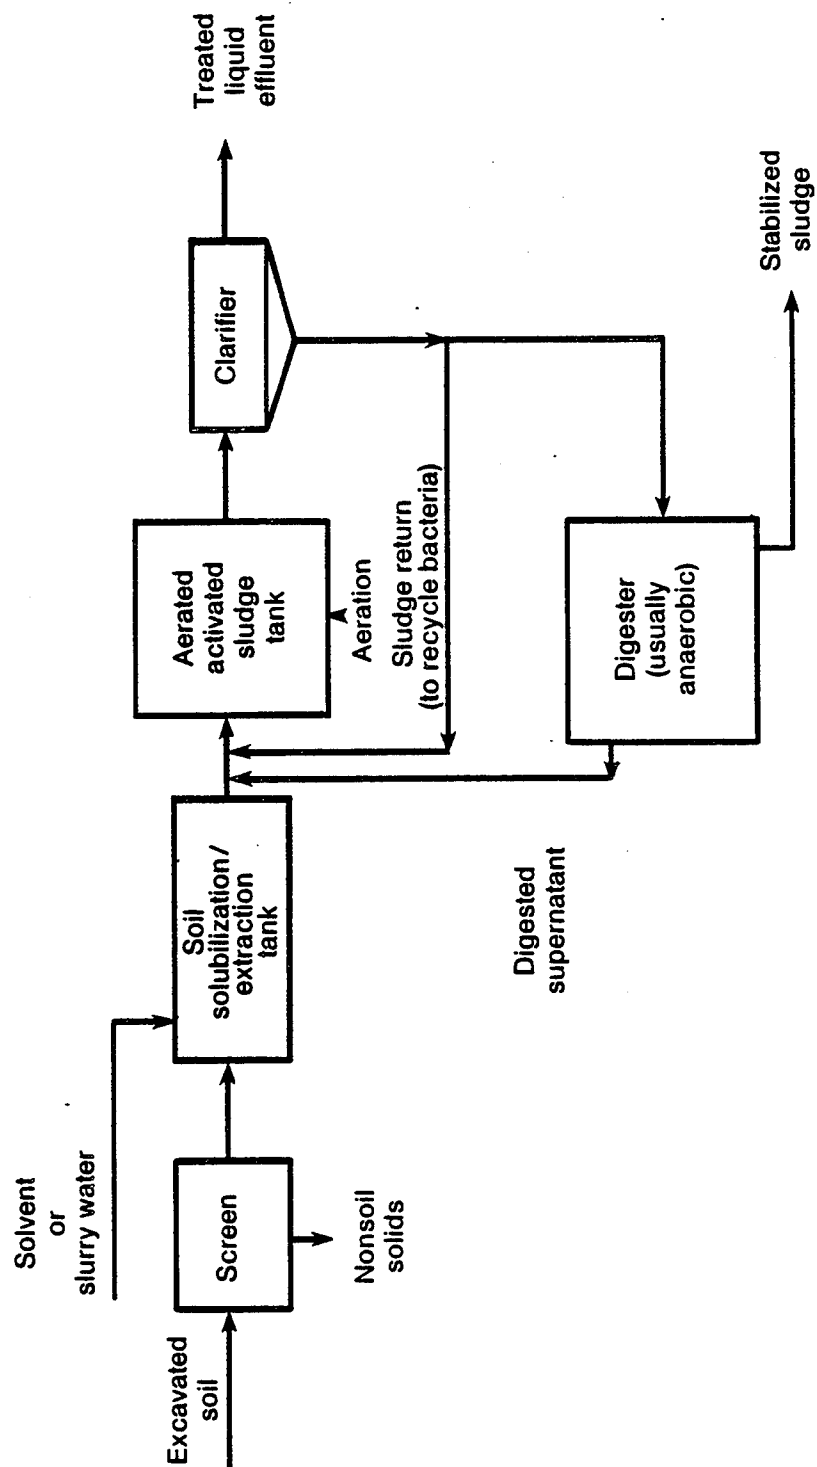 Excavated
soil
Solvent
or
slurry water
Screen
Nonsoil
solids
Soil
solubilization/
extraction
tank
Aerated
activated
sludge
tank
Aeration
Clarifier
Treated
liquid
effluent
Sludge return
(to recycle bacteria)
Digested
supernatant
Digester
(usually
anaerobic)
Stabilized
sludge